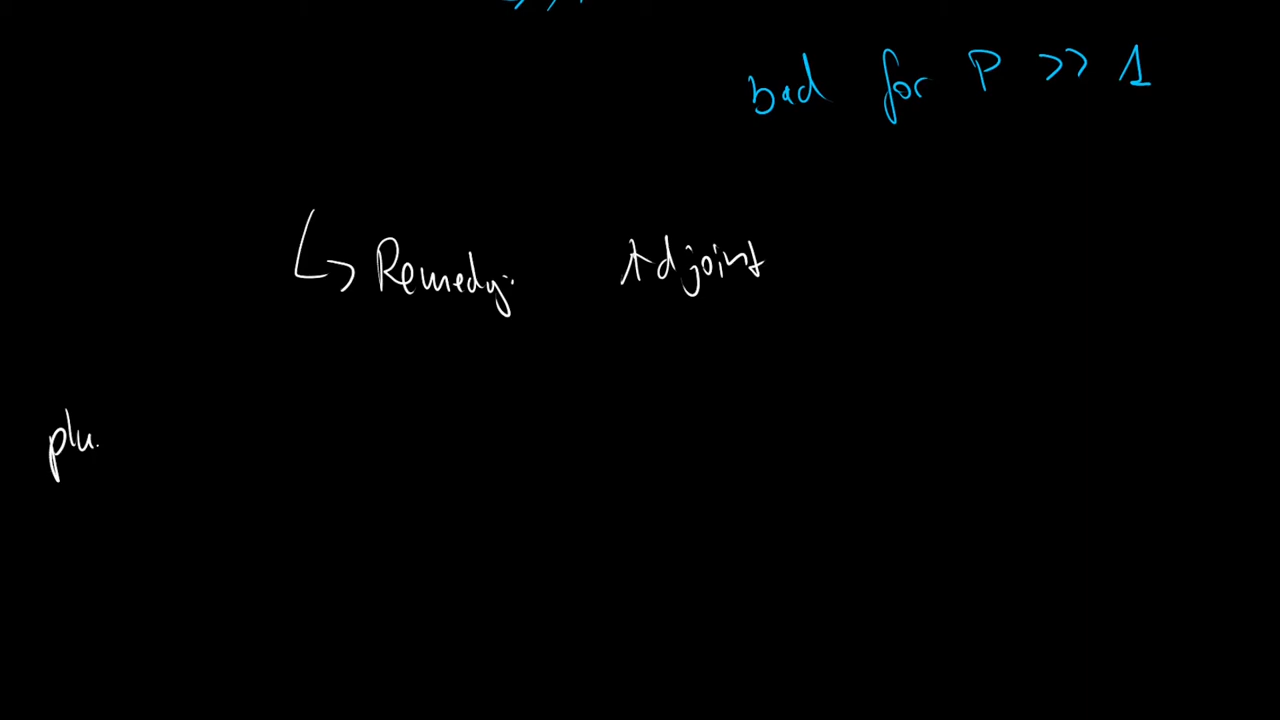 bad for P >> 1
↳ Remedy: Adjoint
plu